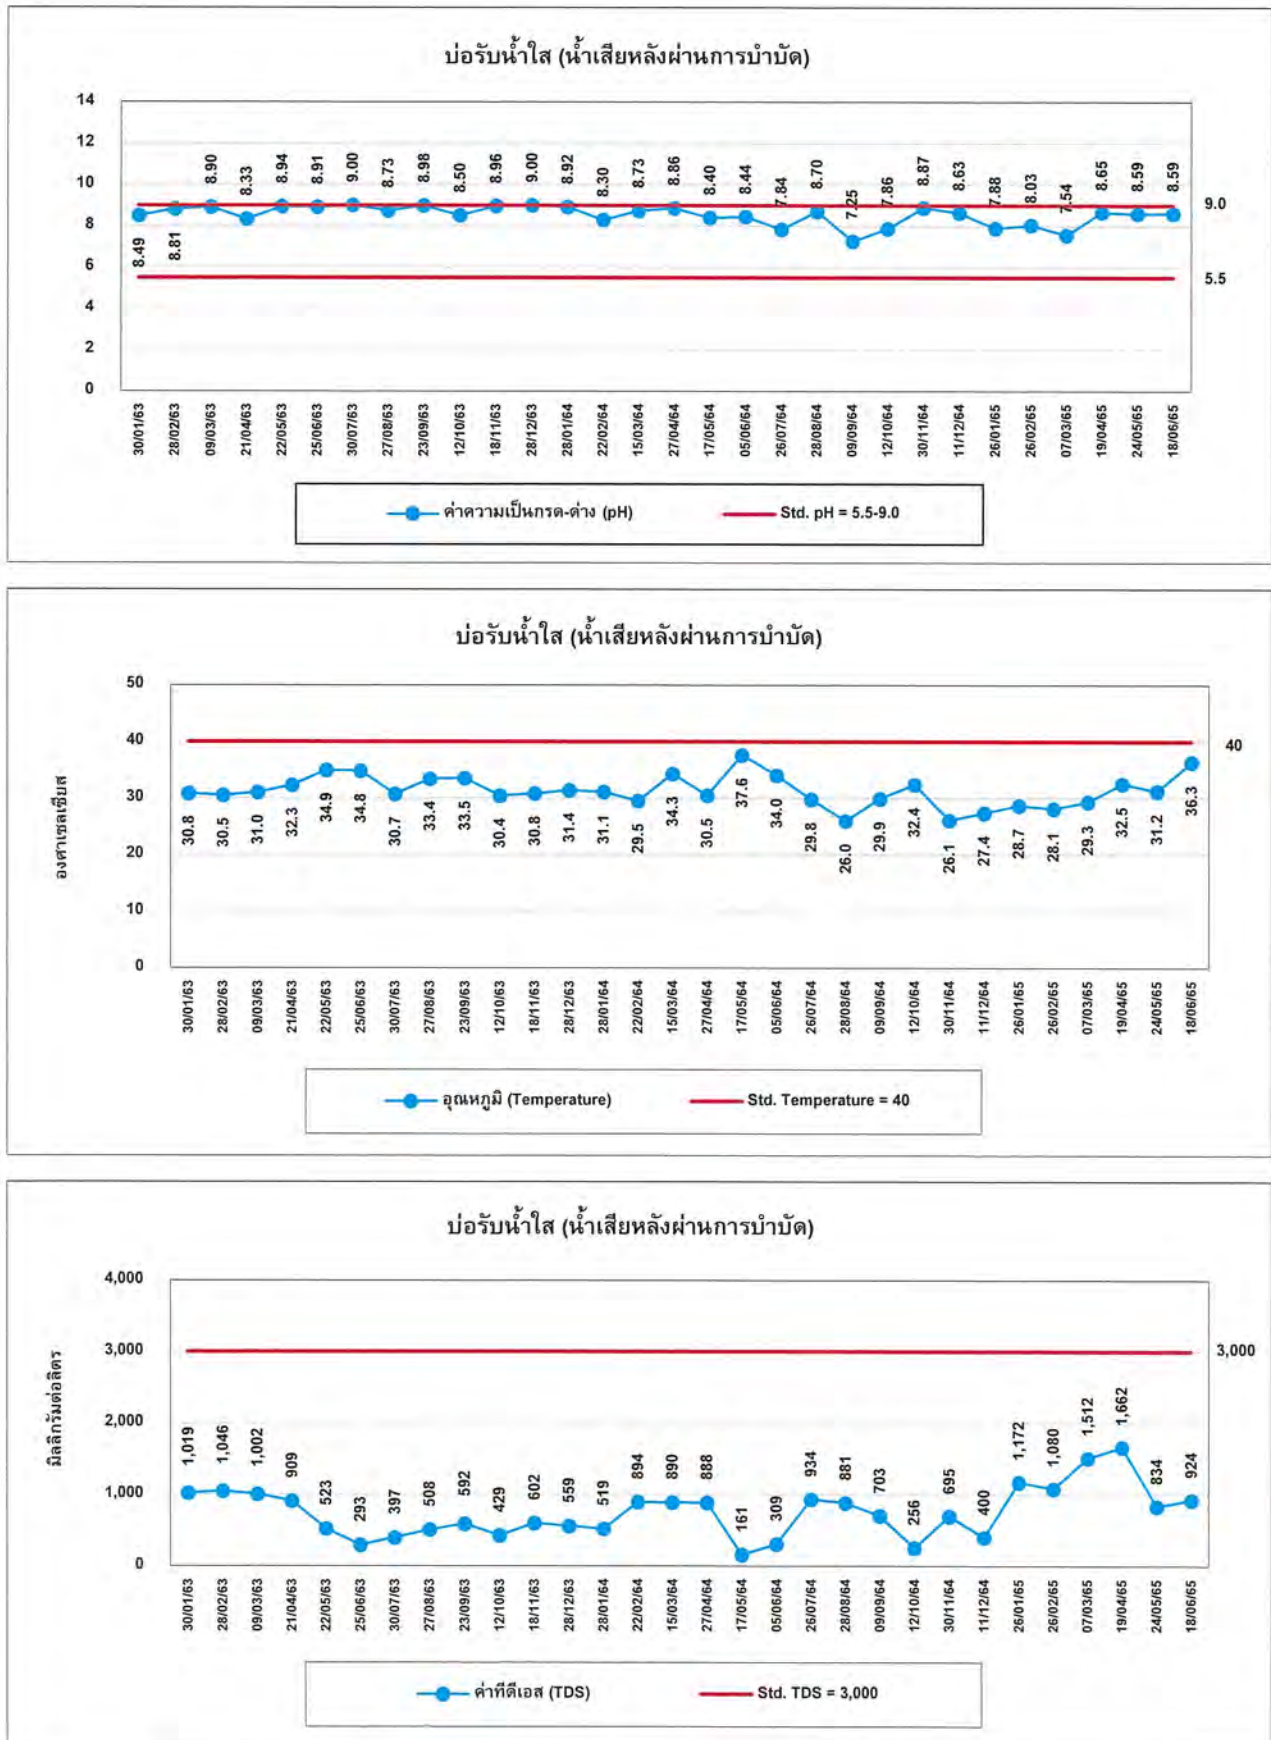 บ่อรับน้ำใส (น้ำเสียหลังผ่านการบำบัด)
14
12
10
8
6
4
2
0
8.49 8.81 8.90 8.33 8.94 8.91 9.00 8.73 8.98 8.50 8.96 9.00 8.92 8.30 8.73 8.86 8.40 8.44 7.84 8.70 7.25 7.86 8.87 8.63 7.88 8.03 7.54 8.65 8.59 8.59
9.0
5.5
30/01/63 28/02/63 09/03/63 21/04/63 22/05/63 25/06/63 30/07/63 27/08/63 23/09/63 12/10/63 18/11/63 28/12/63 28/01/64 22/02/64 15/03/64 27/04/64 17/05/64 05/06/64 26/07/64 28/08/64 09/09/64 12/10/64 30/11/64 11/12/64 26/01/65 26/02/65 07/03/65 19/04/65 24/05/65 18/06/65
ค่าความเป็นกรด-ด่าง (pH) Std. pH = 5.5-9.0
บ่อรับน้ำใส (น้ำเสียหลังผ่านการบำบัด)
องศาเซลเซียส
50
40
30
20
10
0
30.8 30.5 31.0 32.3 34.9 34.8 30.7 33.4 33.5 30.4 30.8 31.4 31.1 29.5 34.3 30.5 37.6 34.0 29.8 26.0 29.9 32.4 26.1 27.4 28.7 28.1 29.3 32.5 31.2 36.3
40
30/01/63 28/02/63 09/03/63 21/04/63 22/05/63 25/06/63 30/07/63 27/08/63 23/09/63 12/10/63 18/11/63 28/12/63 28/01/64 22/02/64 15/03/64 27/04/64 17/05/64 05/06/64 26/07/64 28/08/64 09/09/64 12/10/64 30/11/64 11/12/64 26/01/65 26/02/65 07/03/65 19/04/65 24/05/65 18/06/65
อุณหภูมิ (Temperature) Std. Temperature = 40
บ่อรับน้ำใส (น้ำเสียหลังผ่านการบำบัด)
มิลลิกรัมต่อลิตร
4,000
3,000
2,000
1,000
0
1,019 1,046 1,002 909 523 293 397 508 592 429 602 559 519 894 890 888 161 309 934 881 703 256 695 400 1,172 1,080 1,512 1,662 834 924
3,000
30/01/63 28/02/63 09/03/63 21/04/63 22/05/63 25/06/63 30/07/63 27/08/63 23/09/63 12/10/63 18/11/63 28/12/63 28/01/64 22/02/64 15/03/64 27/04/64 17/05/64 05/06/64 26/07/64 28/08/64 09/09/64 12/10/64 30/11/64 11/12/64 26/01/65 26/02/65 07/03/65 19/04/65 24/05/65 18/06/65
ค่าทีดีเอส (TDS) Std. TDS = 3,000